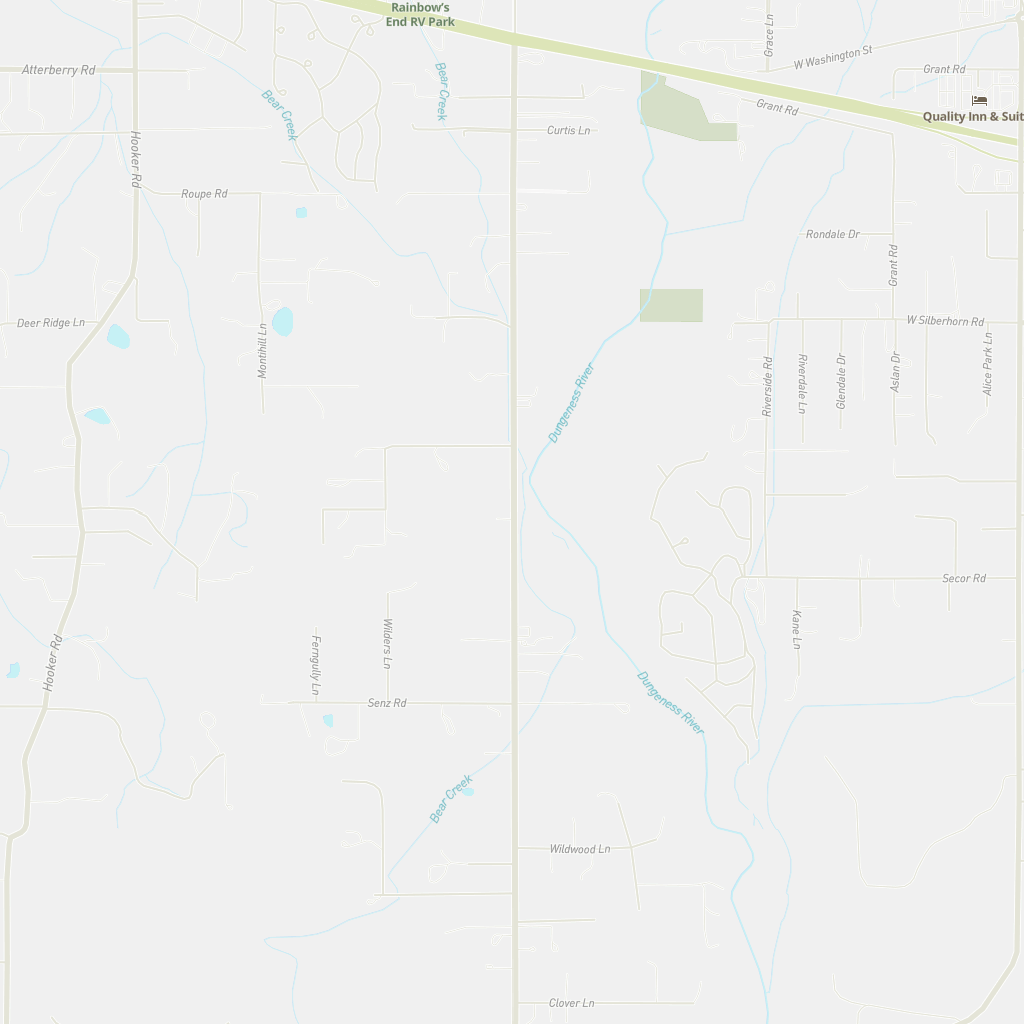 Rainbow's
End RV Park
Grace Ln
W Washington St
Atterberry Rd
Bear Creek
Bear Creek
Grant Rd
Grant Rd
Quality Inn & Suit
Curtis Ln
Hooker Rd
Roupe Rd
Rondale Dr
Grant Rd
Deer Ridge Ln
W Silberhorn Rd
Montihill Ln
Alice Park Ln
Riverside Rd
Riverdale Ln
Glendale Dr
Aslan Dr
Dungeness River
Secor Rd
Kane Ln
Wilders Ln
Ferngully Ln
Hooker Rd
Dungeness River
Senz Rd
Bear Creek
Wildwood Ln
Clover Ln